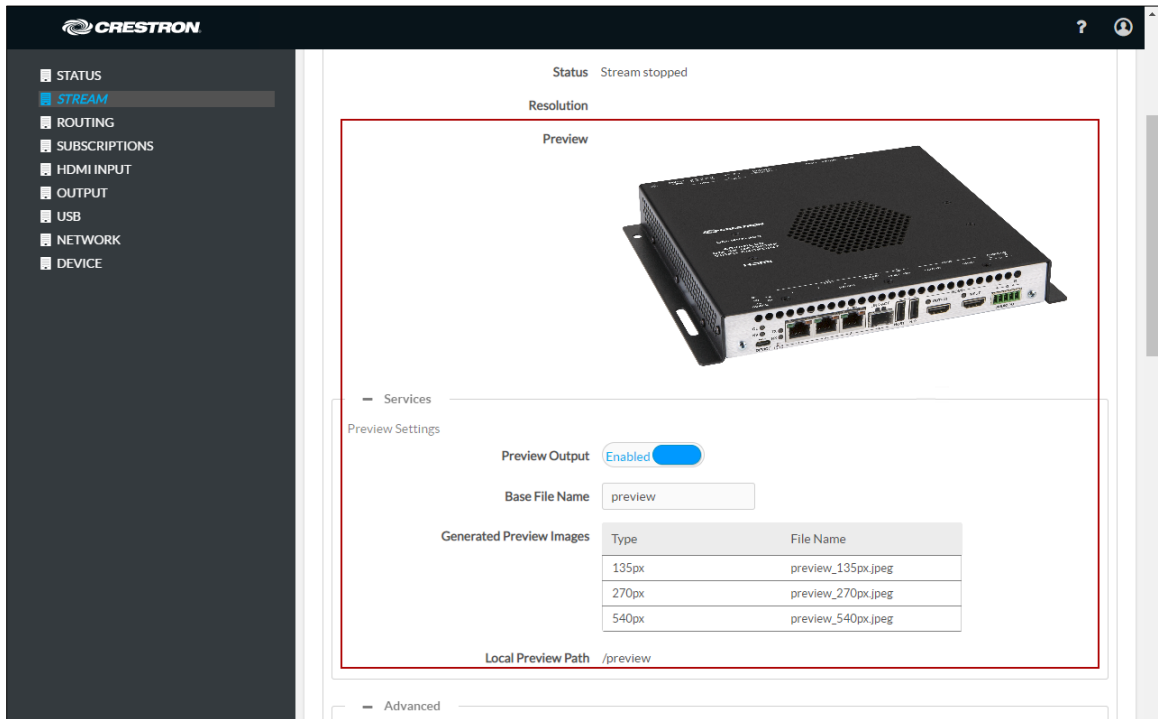 CRESTRON
?
STATUS
STREAM
ROUTING
SUBSCRIPTIONS
HDMI INPUT
OUTPUT
USB
NETWORK
DEVICE
Status Stream stopped
Resolution
Preview
CRESTRON
HDMI
Services
Preview Settings
Preview Output Enabled
Base File Name preview
Generated Preview Images
Type File Name
135px preview_135px.jpeg
270px preview_270px.jpeg
540px preview_540px.jpeg
Local Preview Path /preview
Advanced